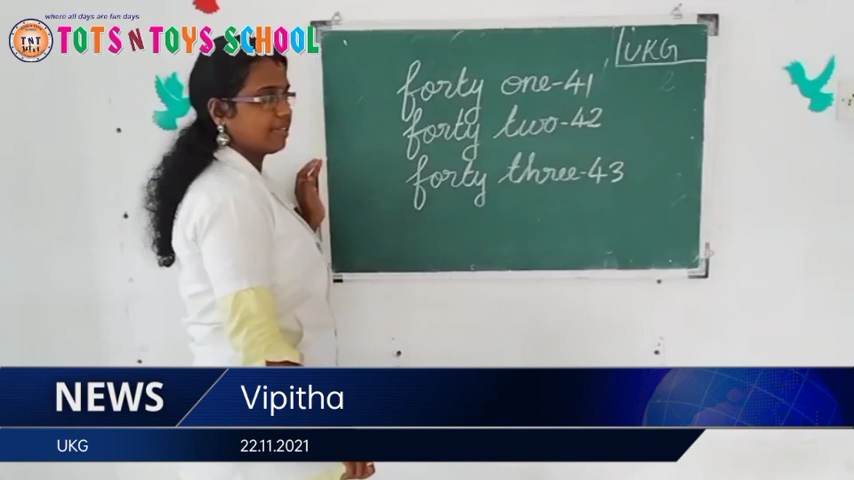 where all days are fun days
TNT
TOTS N TOYS SCHOOL
UKG
forty one-41
forty two-42
forty three-43
NEWS
Vipitha
UKG
22.11.2021